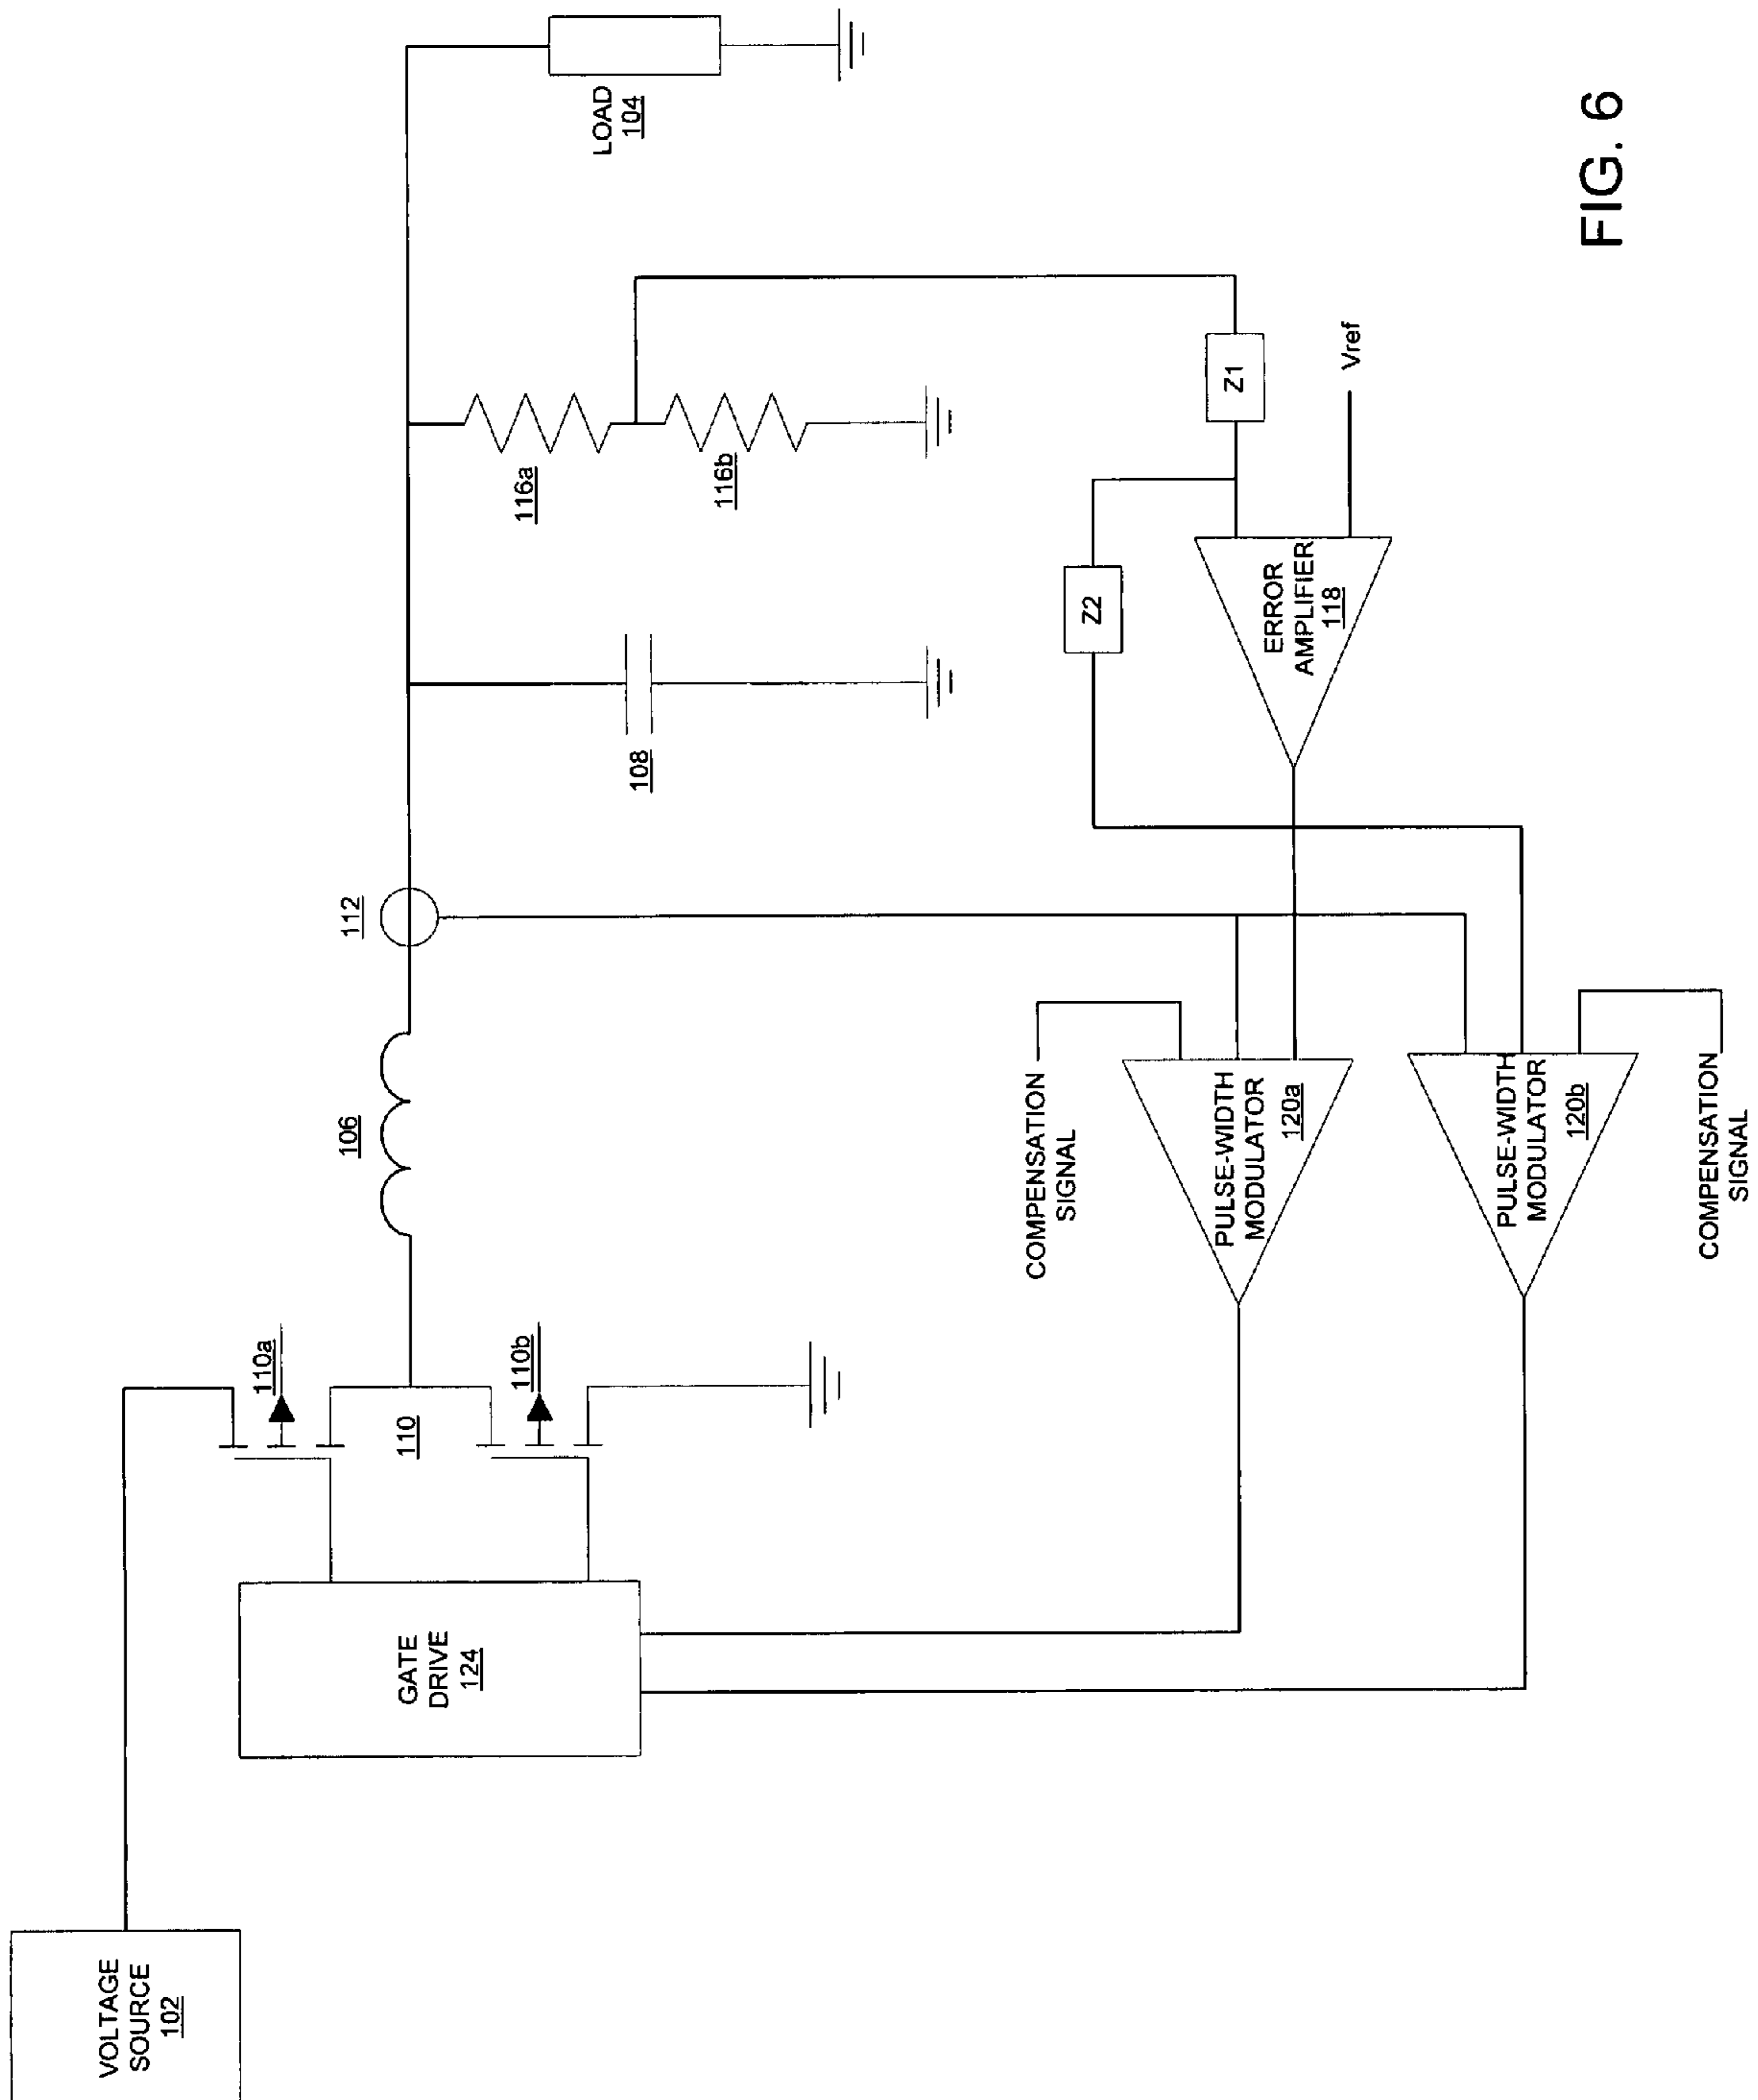 VOLTAGE
SOURCE
102
GATE
DRIVE
124
110a
110
110b
106
112
108
116a
116b
LOAD
104
Z1
Z2
Vref
ERROR
AMPLIFIER
118
COMPENSATION
SIGNAL
PULSE-WIDTH
MODULATOR
120a
PULSE-WIDTH
MODULATOR
120b
COMPENSATION
SIGNAL
FIG. 6